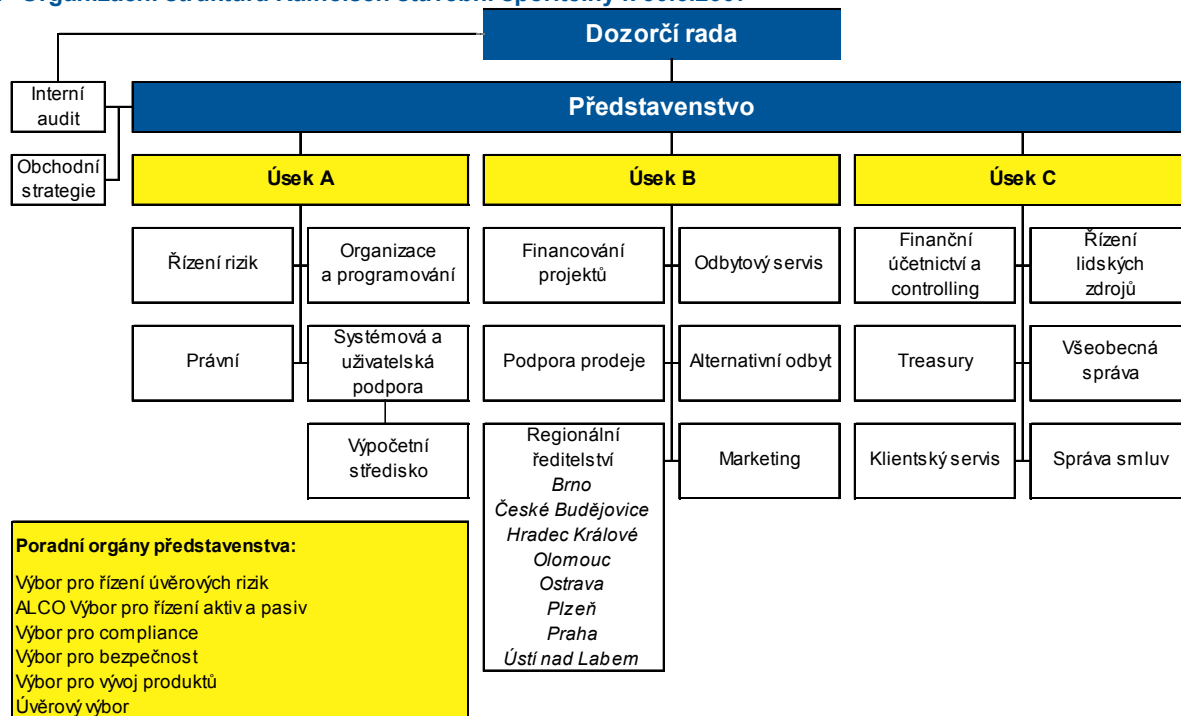 Dozorčí rada
Interní
audit
Představenstvo
Obchodní
strategie
Úsek A
Úsek B
Úsek C
Řízení rizik
Organizace
a programování
Financování
projektů
Odbytový servis
Finanční
účetnictví a
controlling
Řízení
lidských
zdrojů
Právní
Systémová a
uživatelská
podpora
Podpora prodeje
Alternativní odbyt
Treasury
Všeobecná
správa
Výpočetní
středisko
Regionální
ředitelství
Brno
České Budějovice
Hradec Králové
Olomouc
Ostrava
Plzeň
Praha
Ústí nad Labem
Marketing
Klientský servis
Správa smluv
Poradní orgány představenstva:
Výbor pro řízení úvěrových rizik
ALCO Výbor pro řízení aktiv a pasiv
Výbor pro compliance
Výbor pro bezpečnost
Výbor pro vývoj produktů
Úvěrový výbor